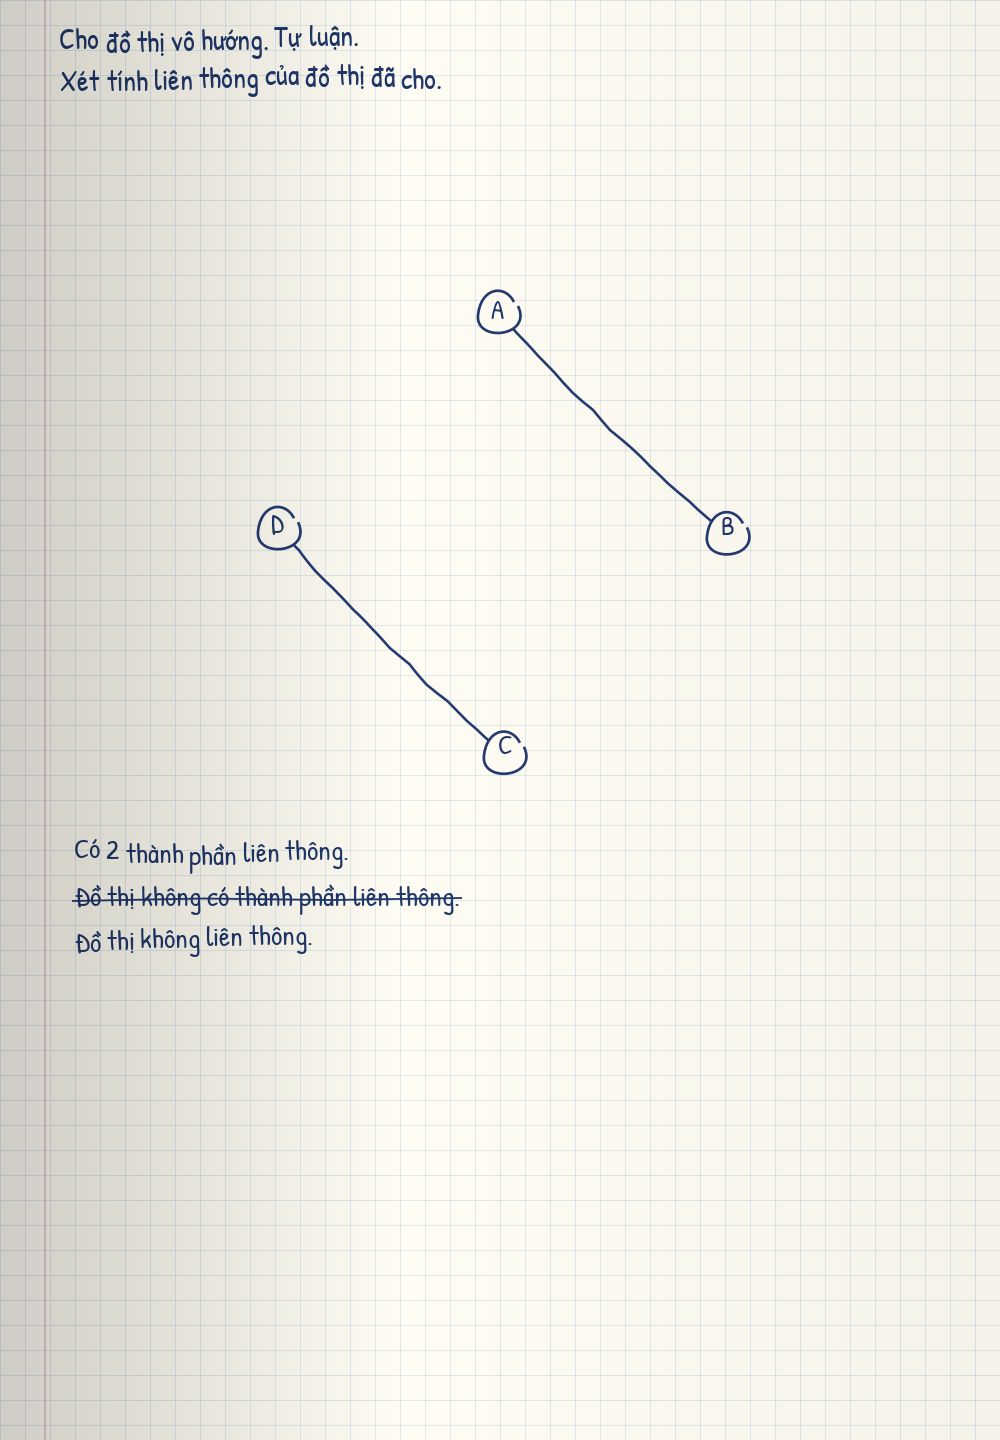 Cho đồ thị vô hướng. Tự luận.
Xét tính liên thông của đồ thị đã cho.
A
D
B
C
Có 2 thành phần liên thông.
Đồ thị không có thành phần liên thông.
Đồ thị không liên thông.